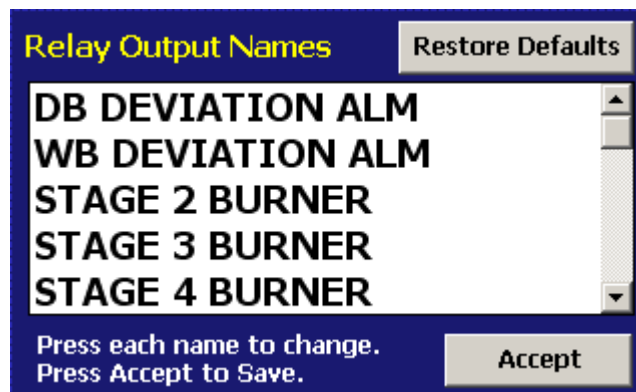 Relay Output Names
Restore Defaults
DB DEVIATION ALM
WB DEVIATION ALM
STAGE 2 BURNER
STAGE 3 BURNER
STAGE 4 BURNER
Press each name to change.
Press Accept to Save.
Accept